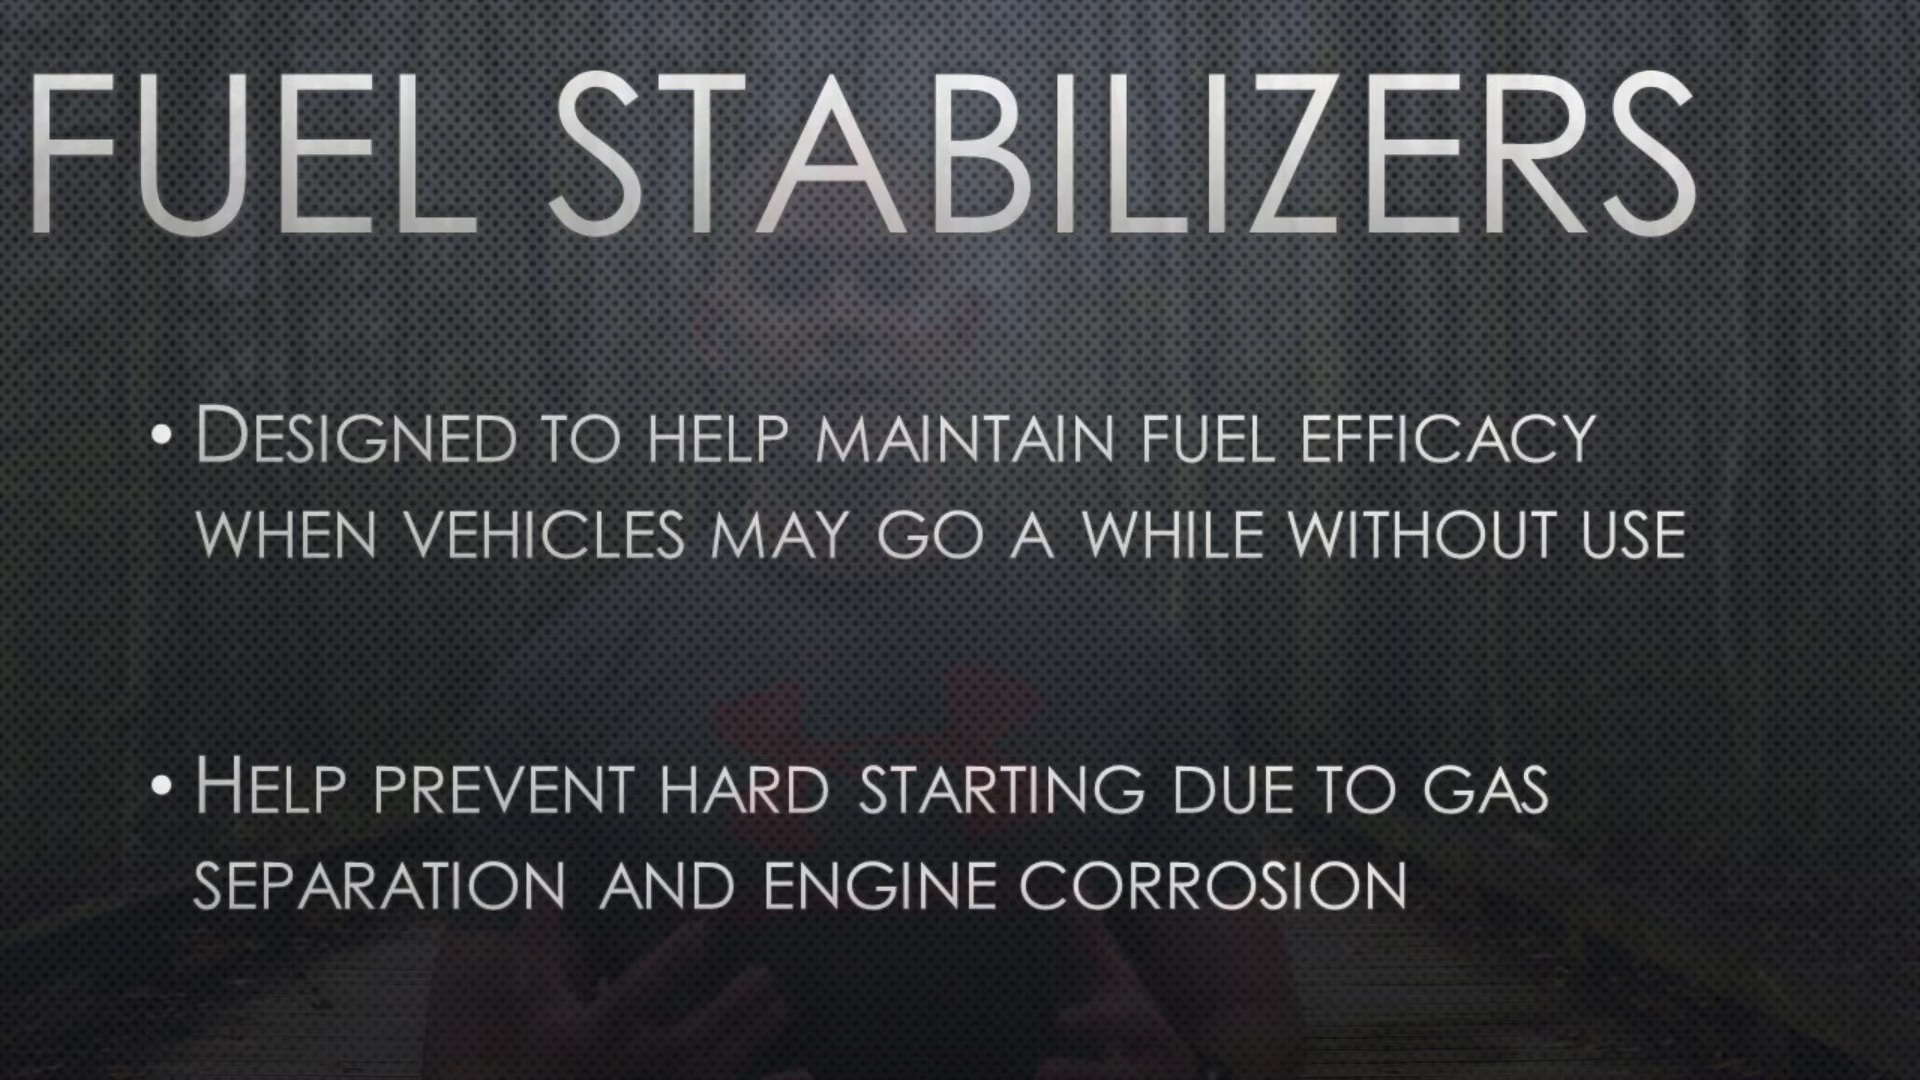 FUEL STABILIZERS
• DESIGNED TO HELP MAINTAIN FUEL EFFICACY
WHEN VEHICLES MAY GO A WHILE WITHOUT USE
• HELP PREVENT HARD STARTING DUE TO GAS
SEPARATION AND ENGINE CORROSION